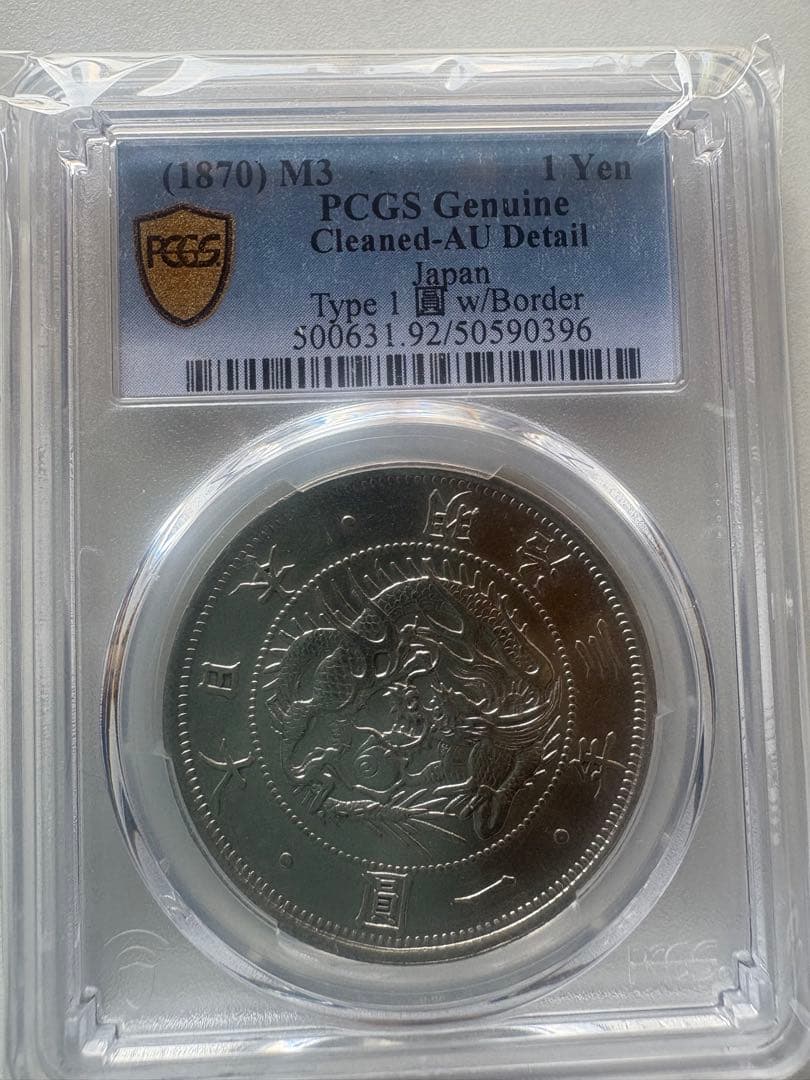 (1870) M3 1 Yen
PCGS Genuine
Cleaned-AU Detail
Japan
Type 1 圓 w/Border
500631.92/50590396
PCGS
大日本・明治三年・一圓・
PCGS